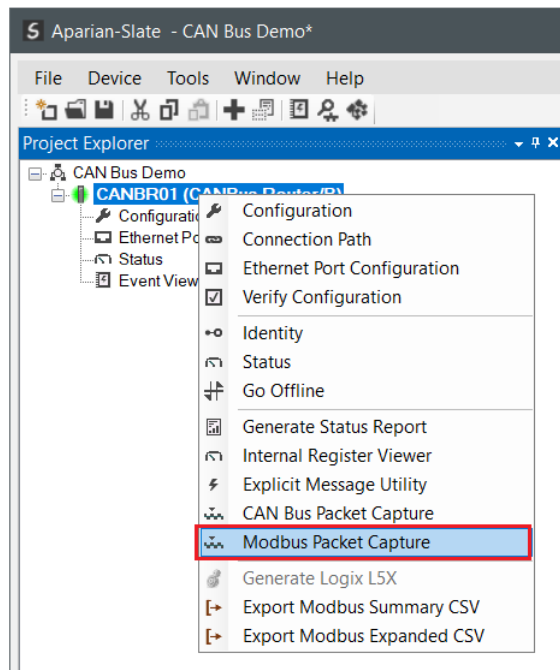 S Aparian-Slate - CAN Bus Demo*
File Device Tools Window Help
Project Explorer
CAN Bus Demo
CANBR01 (CANBus Router/B)
Configuration
Connection Path
Ethernet Port Configuration
Status
Verify Configuration
Event View
Identity
Status
Go Offline
Generate Status Report
Internal Register Viewer
Explicit Message Utility
CAN Bus Packet Capture
Modbus Packet Capture
Generate Logix L5X
Export Modbus Summary CSV
Export Modbus Expanded CSV